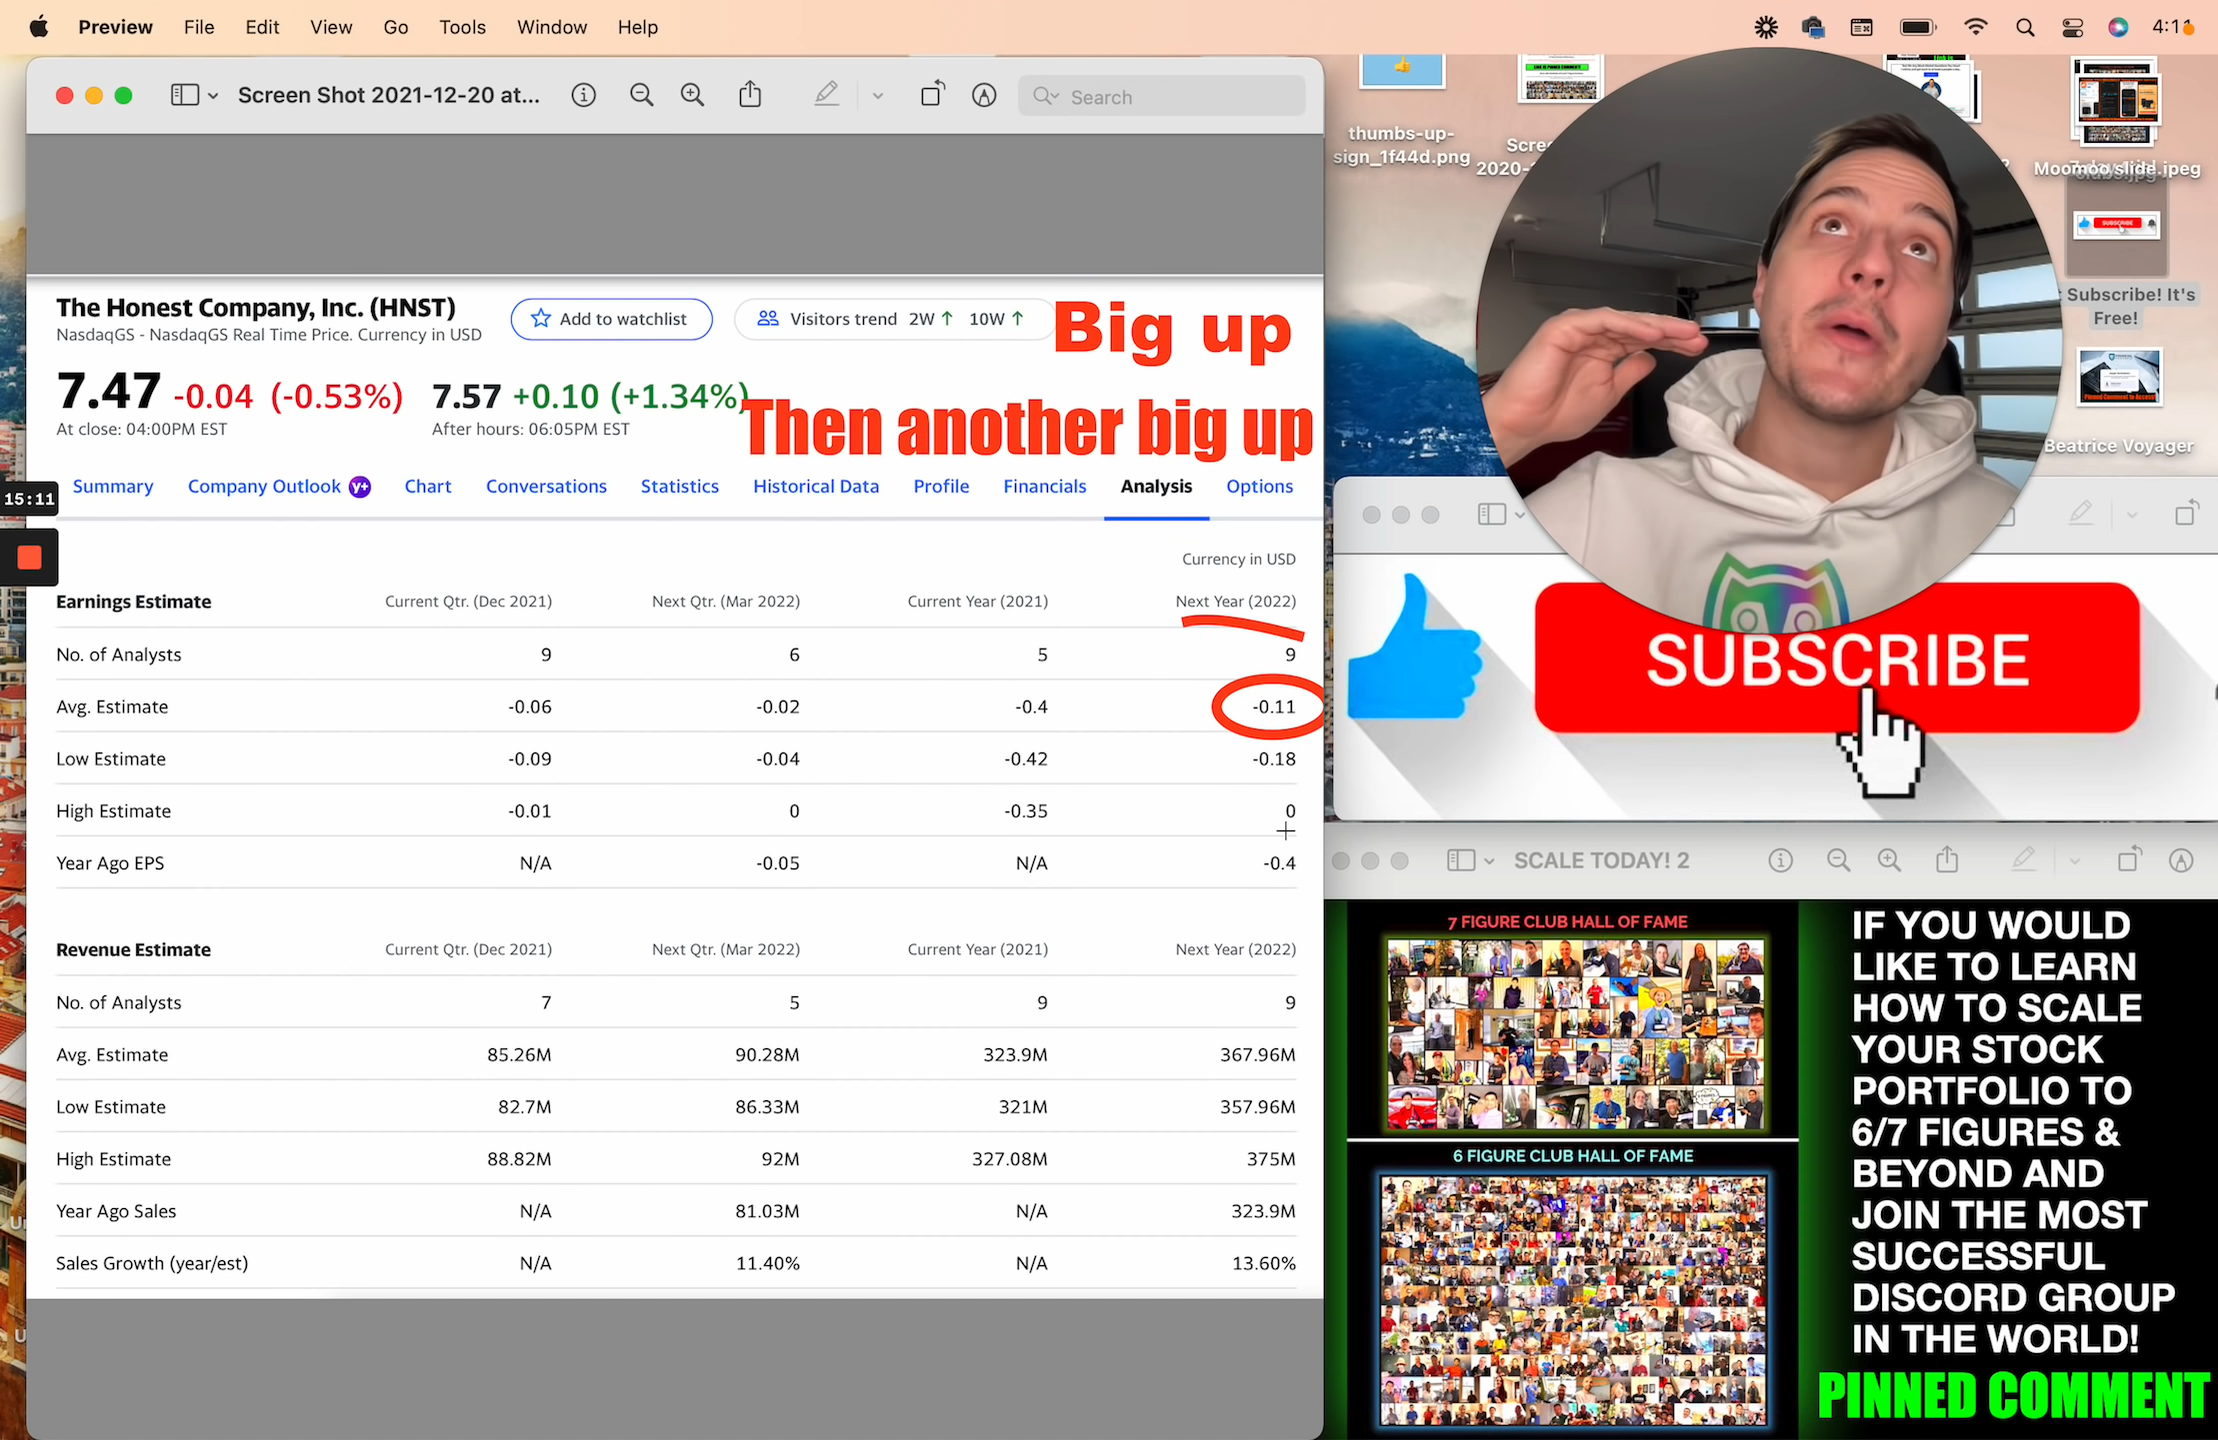 Preview File Edit View Go Tools Window Help
Screen Shot 2021-12-20 at...
Search
The Honest Company, Inc. (HNST)
NasdaqGS - NasdaqGS Real Time Price. Currency in USD
Add to watchlist
Visitors trend 2W ↑ 10W ↑
Big up
7.47 -0.04 (-0.53%) 7.57 +0.10 (+1.34%)
Then another big up
At close: 04:00PM EST After hours: 06:05PM EST
Summary Company Outlook y+ Chart Conversations Statistics Historical Data Profile Financials Analysis Options
15:11
Currency in USD
Earnings Estimate Current Qtr. (Dec 2021) Next Qtr. (Mar 2022) Current Year (2021) Next Year (2022)
No. of Analysts 9 6 5 9
Avg. Estimate -0.06 -0.02 -0.4 -0.11
Low Estimate -0.09 -0.04 -0.42 -0.18
High Estimate -0.01 0 -0.35 0
Year Ago EPS N/A -0.05 N/A -0.4
Revenue Estimate Current Qtr. (Dec 2021) Next Qtr. (Mar 2022) Current Year (2021) Next Year (2022)
No. of Analysts 7 5 9 9
Avg. Estimate 85.26M 90.28M 323.9M 367.96M
Low Estimate 82.7M 86.33M 321M 357.96M
High Estimate 88.82M 92M 327.08M 375M
Year Ago Sales N/A 81.03M N/A 323.9M
Sales Growth (year/est) N/A 11.40% N/A 13.60%
thumbs-up-
sign_1f44d.png
2020-
Moomoo slide.jpeg
SUBSCRIBE
Subscribe! It's
Free!
Beatrice Voyager
SUBSCRIBE
SCALE TODAY! 2
7 FIGURE CLUB HALL OF FAME
6 FIGURE CLUB HALL OF FAME
IF YOU WOULD
LIKE TO LEARN
HOW TO SCALE
YOUR STOCK
PORTFOLIO TO
6/7 FIGURES &
BEYOND AND
JOIN THE MOST
SUCCESSFUL
DISCORD GROUP
IN THE WORLD!
PINNED COMMENT